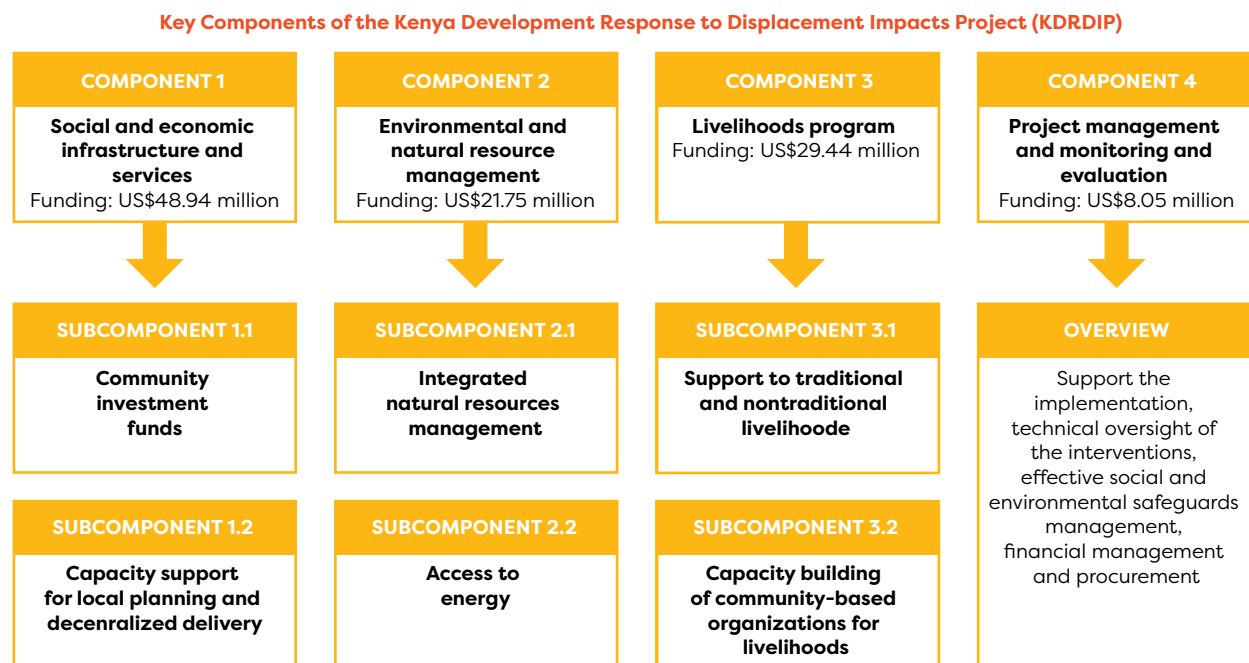 Key Components of the Kenya Development Response to Displacement Impacts Project (KDRDIP)
COMPONENT 1
Social and economic
infrastructure and
services
Funding: US$48.94 million
COMPONENT 2
Environmental and
natural resource
management
Funding: US$21.75 million
COMPONENT 3
Livelihoods program
Funding: US$29.44 million
COMPONENT 4
Project management
and monitoring and
evaluation
Funding: US$8.05 million
SUBCOMPONENT 1.1
Community
investment
funds
SUBCOMPONENT 2.1
Integrated
natural resources
management
SUBCOMPONENT 3.1
Support to traditional
and nontraditional
livelihoode
OVERVIEW
Support the
implementation,
technical oversight of
the interventions,
effective social and
environmental safeguards
management,
financial management
and procurement
SUBCOMPONENT 1.2
Capacity support
for local planning and
decenralized delivery
SUBCOMPONENT 2.2
Access to
energy
SUBCOMPONENT 3.2
Capacity building
of community-based
organizations for
livelihoods